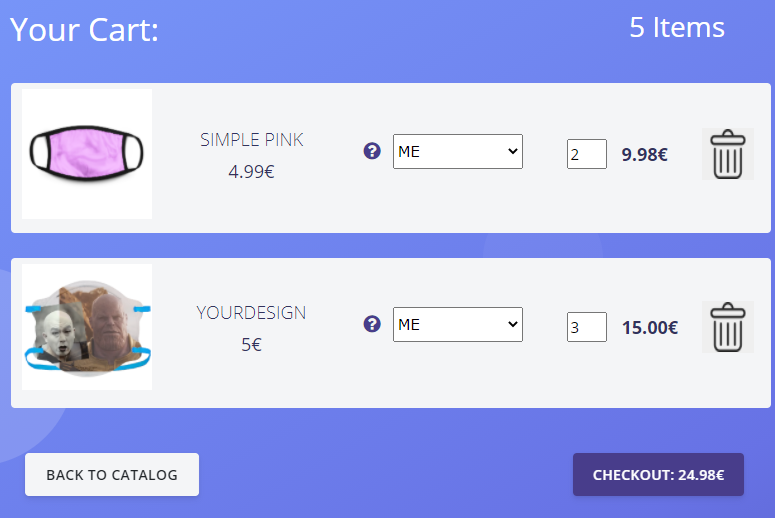 Your Cart:
5 Items
SIMPLE PINK
4.99€
ME
2
9.98€
YOURDESIGN
5€
ME
3
15.00€
BACK TO CATALOG
CHECKOUT: 24.98€